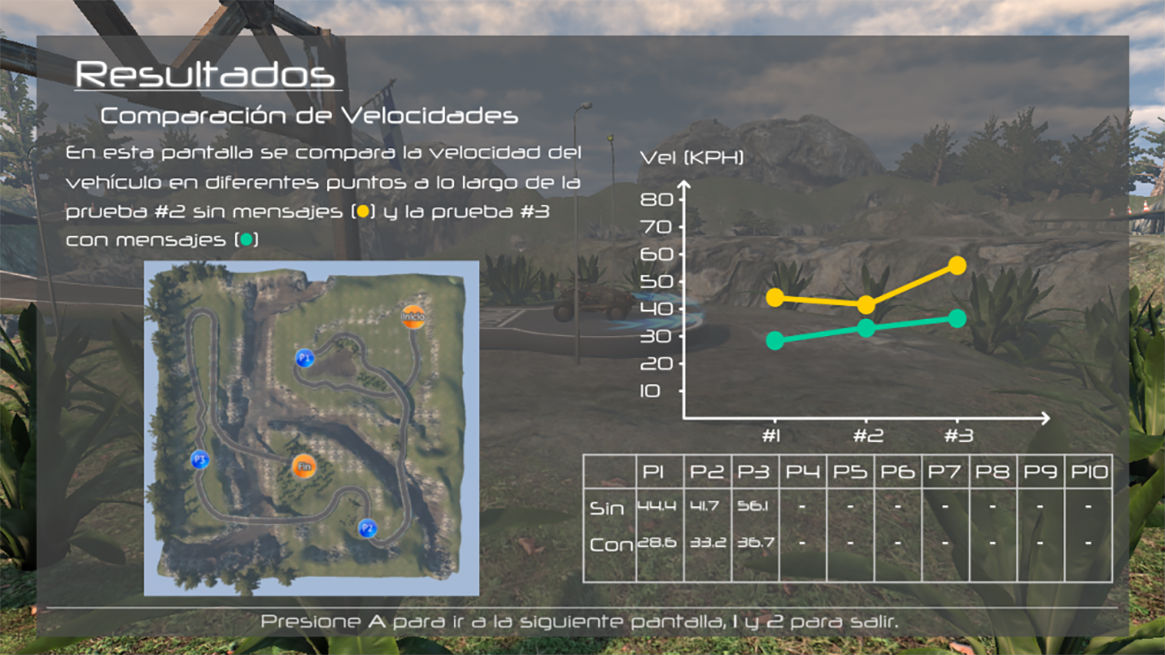 Resultados
Comparación de Velocidades
En esta pantalla se compara la velocidad del
vehículo en diferentes puntos a lo largo de la
prueba #2 sin mensajes (●) y la prueba #3
con mensajes (●)
Inicio
P1
P3
Fin
P2
Vel (KPH)
80
70
60
50
40
30
20
10
#1 #2 #3
P1 P2 P3 P4 P5 P6 P7 P8 P9 P10
Sin 44.4 41.7 56.1 - - - - - - -
Con 28.6 33.2 36.7 - - - - - - -
Presione A para ir a la siguiente pantalla, 1 y 2 para salir.